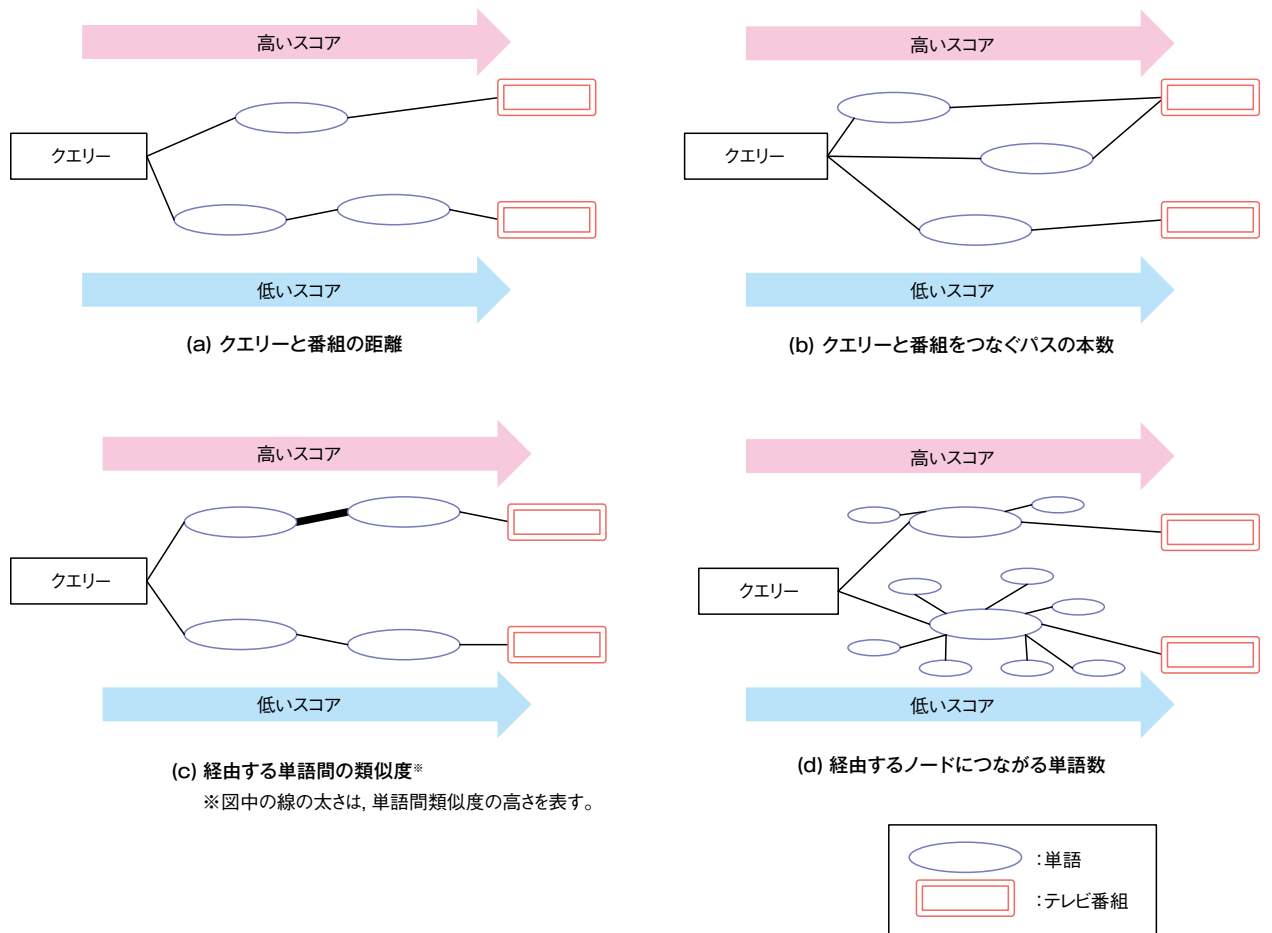 高いスコア
クエリー
低いスコア
(a) クエリーと番組の距離
高いスコア
クエリー
低いスコア
(b) クエリーと番組をつなぐパスの本数
高いスコア
クエリー
低いスコア
(c) 経由する単語間の類似度※
※図中の線の太さは, 単語間類似度の高さを表す。
高いスコア
クエリー
低いスコア
(d) 経由するノードにつながる単語数
:単語
:テレビ番組